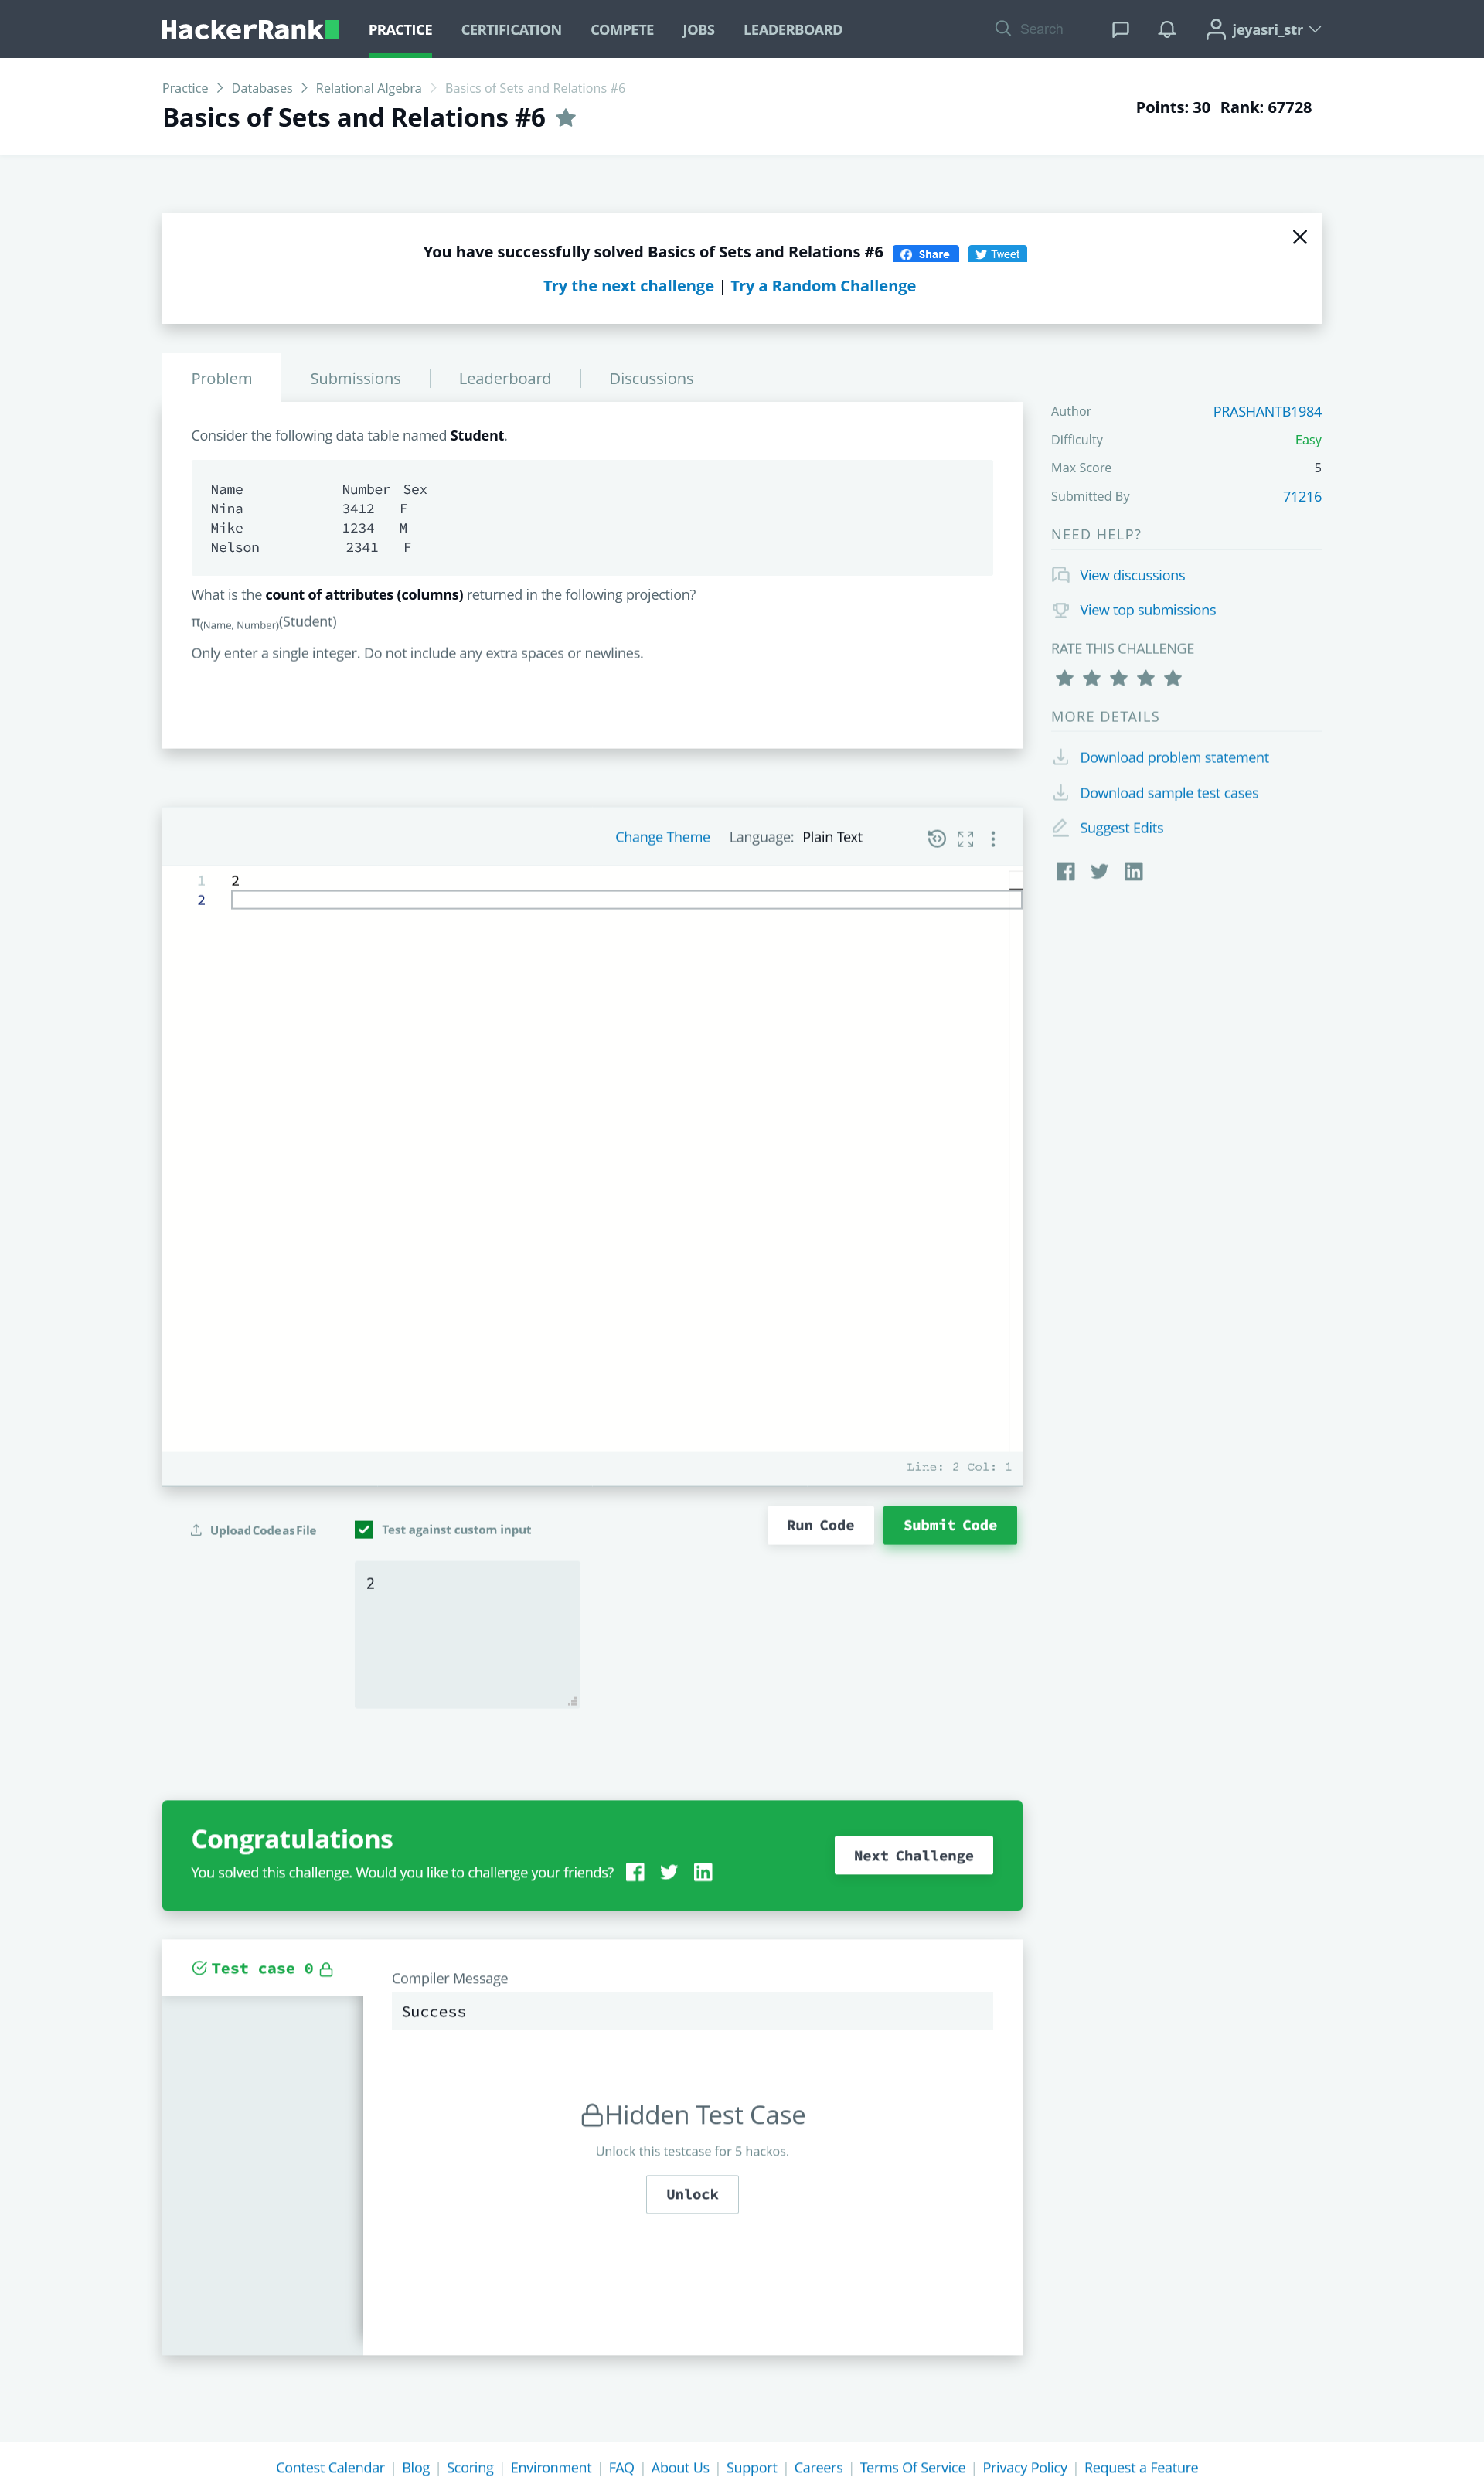 HackerRank PRACTICE CERTIFICATION COMPETE JOBS LEADERBOARD Search jeyasri_str
Practice Databases Relational Algebra Basics of Sets and Relations #6
Basics of Sets and Relations #6
Points: 30 Rank: 67728
You have successfully solved Basics of Sets and Relations #6 Share Tweet
Try the next challenge | Try a Random Challenge
Problem Submissions Leaderboard Discussions
Consider the following data table named Student.
Name Number Sex
Nina 3412 F
Mike 1234 M
Nelson 2341 F
What is the count of attributes (columns) returned in the following projection?
π(Name, Number)(Student)
Only enter a single integer. Do not include any extra spaces or newlines.
Author PRASHANTB1984
Difficulty Easy
Max Score 5
Submitted By 71216
NEED HELP?
View discussions
View top submissions
RATE THIS CHALLENGE
MORE DETAILS
Download problem statement
Download sample test cases
Suggest Edits
Change Theme Language: Plain Text
1 2
2
Line: 2 Col: 1
Upload Code as File Test against custom input Run Code Submit Code
2
Congratulations
You solved this challenge. Would you like to challenge your friends?
Next Challenge
Test case 0
Compiler Message
Success
Hidden Test Case
Unlock this testcase for 5 hackos.
Unlock
Contest Calendar | Blog | Scoring | Environment | FAQ | About Us | Support | Careers | Terms Of Service | Privacy Policy | Request a Feature